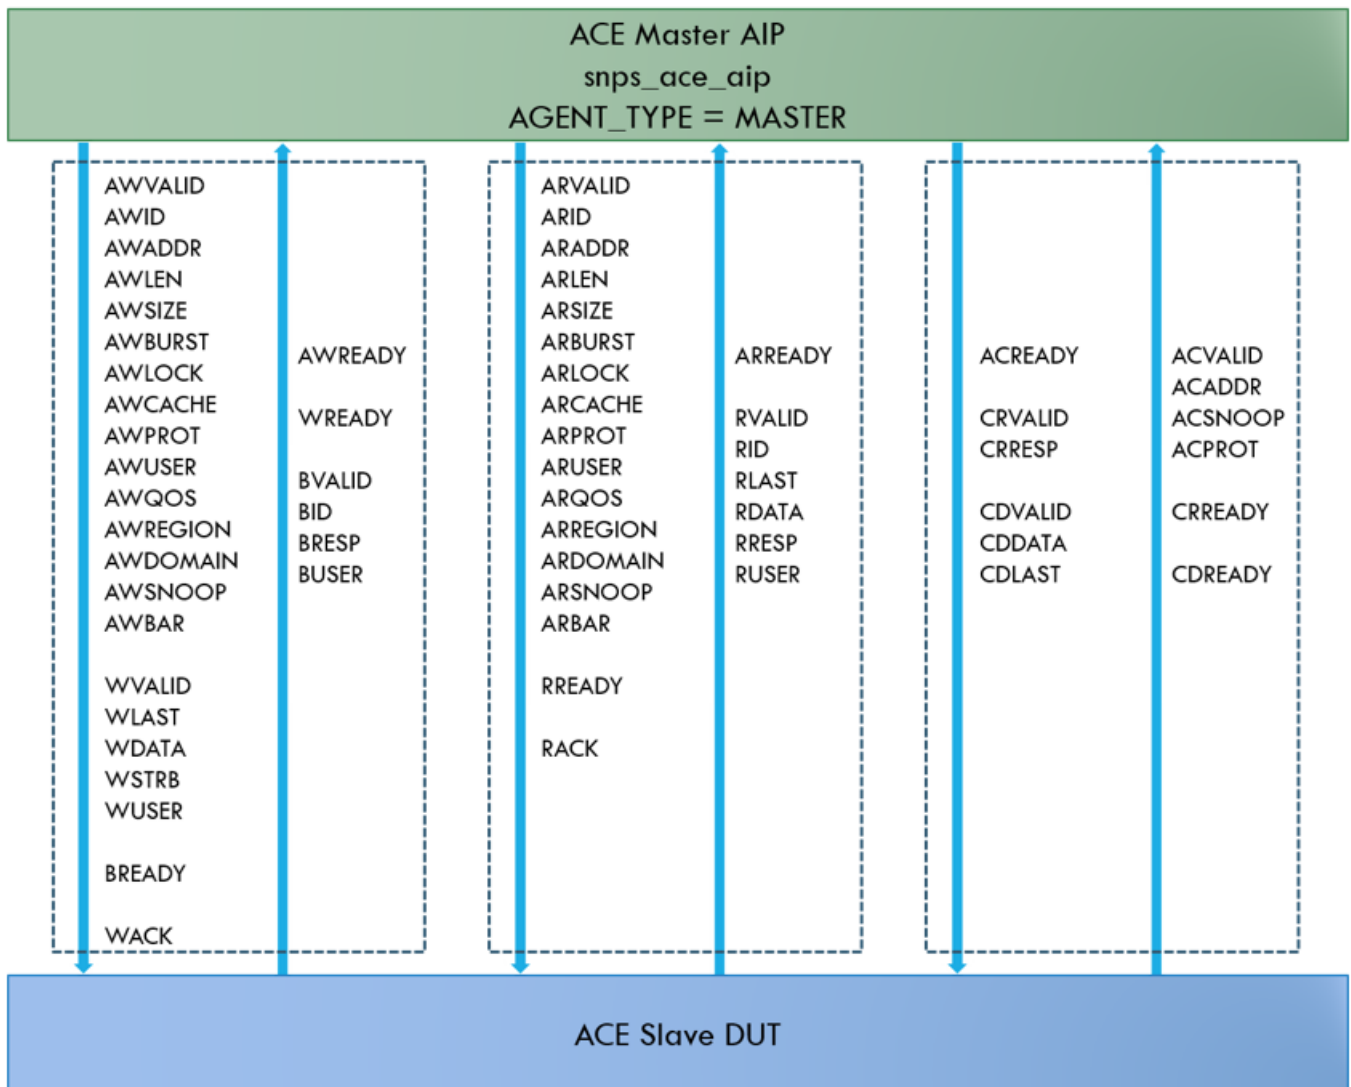 ACE Master AIP
snps_ace_aip
AGENT_TYPE = MASTER
AWVALID
AWID
AWADDR
AWLEN
AWSIZE
AWBURST
AWLOCK
AWCACHE
AWPROT
AWUSER
AWQOS
AWREGION
AWDOMAIN
AWSNOOP
AWBAR
WVALID
WLAST
WDATA
WSTRB
WUSER
BREADY
WACK
AWREADY
WREADY
BVALID
BID
BRESP
BUSER
ARVALID
ARID
ARADDR
ARLEN
ARSIZE
ARBURST
ARLOCK
ARCACHE
ARPROT
ARUSER
ARQOS
ARREGION
ARDOMAIN
ARSNOOP
ARBAR
RREADY
RACK
ARREADY
RVALID
RID
RLAST
RDATA
RRESP
RUSER
ACREADY
CRVALID
CRRESP
CDVALID
CDDATA
CDLAST
ACVALID
ACADDR
ACSNOOP
ACPROT
CRREADY
CDREADY
ACE Slave DUT